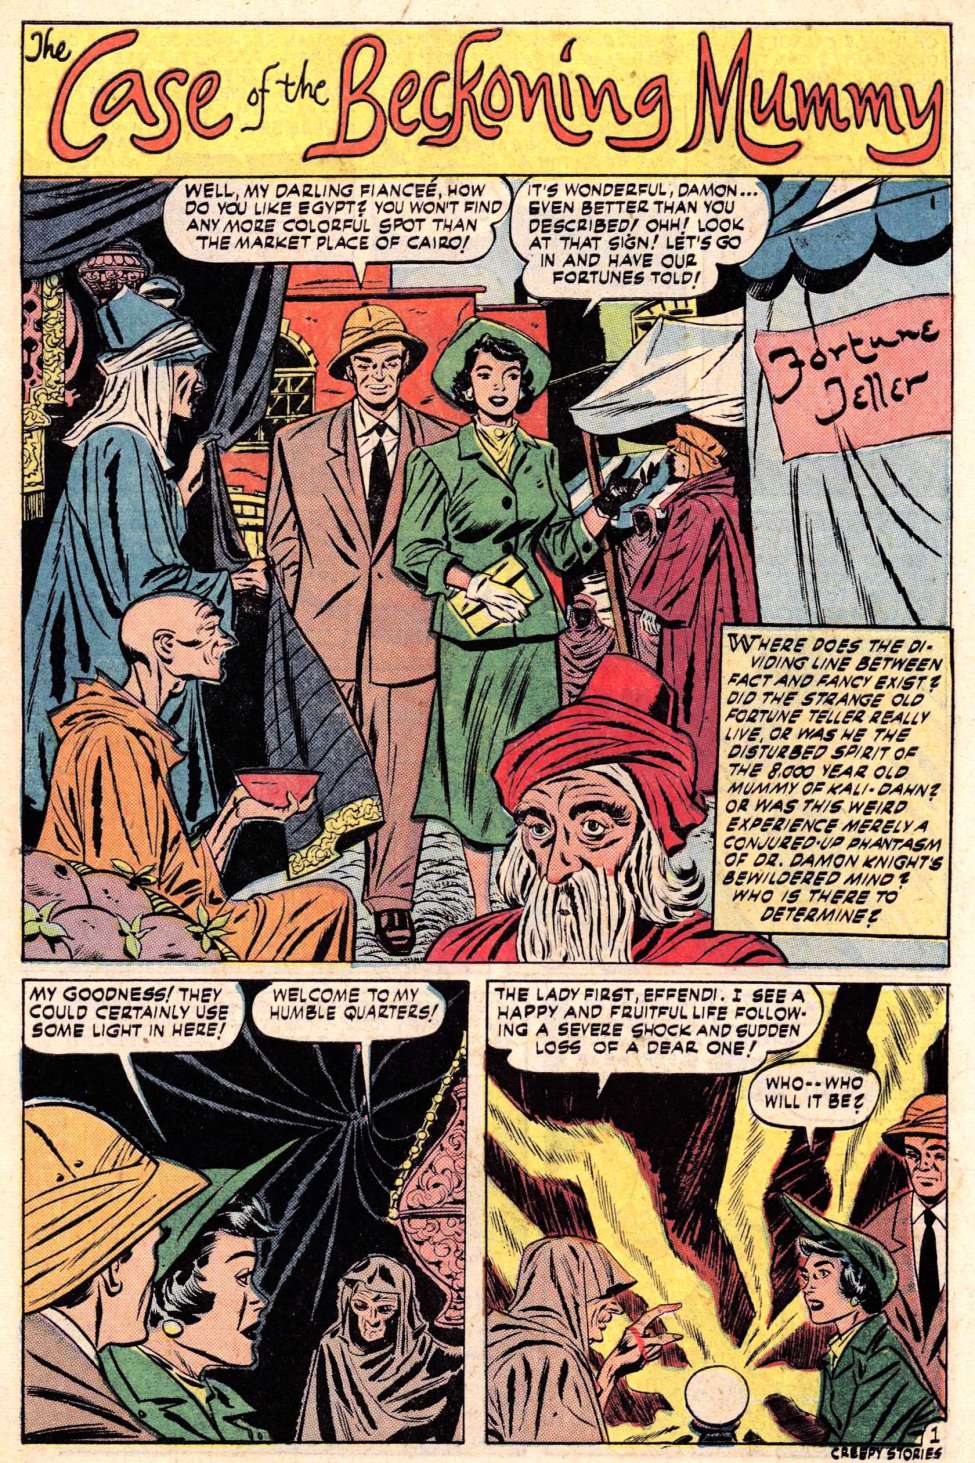 The Case of the Beckoning Mummy
WELL, MY DARLING FIANCEÉ, HOW
DO YOU LIKE EGYPT? YOU WON'T FIND
ANY MORE COLORFUL SPOT THAN
THE MARKET PLACE OF CAIRO!
IT'S WONDERFUL, DAMON...
EVEN BETTER THAN YOU
DESCRIBED! OHH! LOOK
AT THAT SIGN! LET'S GO
IN AND HAVE OUR
FORTUNES TOLD!
Fortune
Teller
WHERE DOES THE DI-
VIDING LINE BETWEEN
FACT AND FANCY EXIST?
DID THE STRANGE OLD
FORTUNE TELLER REALLY
LIVE, OR WAS HE THE
DISTURBED SPIRIT OF
THE 8,000 YEAR OLD
MUMMY OF KALI-DAHN?
OR WAS THIS WEIRD
EXPERIENCE MERELY A
CONJURED-UP PHANTASM
OF DR. DAMON KNIGHT'S
BEWILDERED MIND?
WHO IS THERE TO
DETERMINE?
MY GOODNESS! THEY
COULD CERTAINLY USE
SOME LIGHT IN HERE!
WELCOME TO MY
HUMBLE QUARTERS!
THE LADY FIRST, EFFENDI. I SEE A
HAPPY AND FRUITFUL LIFE FOLLOW-
ING A SEVERE SHOCK AND SUDDEN
LOSS OF A DEAR ONE!
WHO--WHO
WILL IT BE?
1
CREEPY STORIES